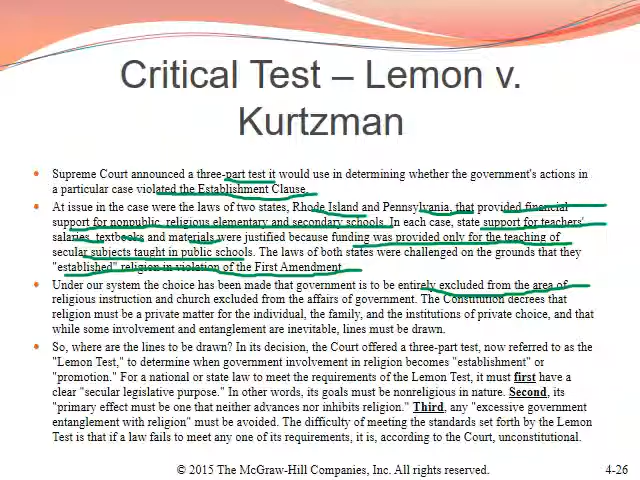 Critical Test – Lemon v.
Kurtzman
Supreme Court announced a three-part test it would use in determining whether the government's actions in
a particular case violated the Establishment Clause.
At issue in the case were the laws of two states, Rhode Island and Pennsylvania, that provided financial
support for nonpublic, religious elementary and secondary schools. In each case, state support for teachers'
salaries, textbooks and materials were justified because funding was provided only for the teaching of
secular subjects taught in public schools. The laws of both states were challenged on the grounds that they
"established" religion in violation of the First Amendment.
Under our system the choice has been made that government is to be entirely excluded from the area of
religious instruction and church excluded from the affairs of government. The Constitution decrees that
religion must be a private matter for the individual, the family, and the institutions of private choice, and that
while some involvement and entanglement are inevitable, lines must be drawn.
So, where are the lines to be drawn? In its decision, the Court offered a three-part test, now referred to as the
"Lemon Test," to determine when government involvement in religion becomes "establishment" or
"promotion." For a national or state law to meet the requirements of the Lemon Test, it must first have a
clear "secular legislative purpose." In other words, its goals must be nonreligious in nature. Second, its
"primary effect must be one that neither advances nor inhibits religion." Third, any "excessive government
entanglement with religion" must be avoided. The difficulty of meeting the standards set forth by the Lemon
Test is that if a law fails to meet any one of its requirements, it is, according to the Court, unconstitutional.
© 2015 The McGraw-Hill Companies, Inc. All rights reserved. 4-26